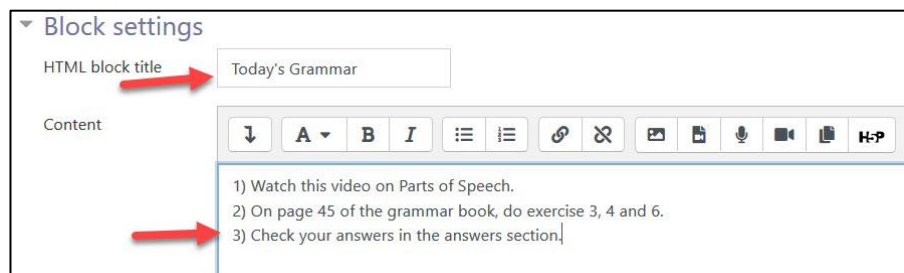 Block settings
HTML block title
Today's Grammar
Content
A B I H5P
1) Watch this video on Parts of Speech.
2) On page 45 of the grammar book, do exercise 3, 4 and 6.
3) Check your answers in the answers section.